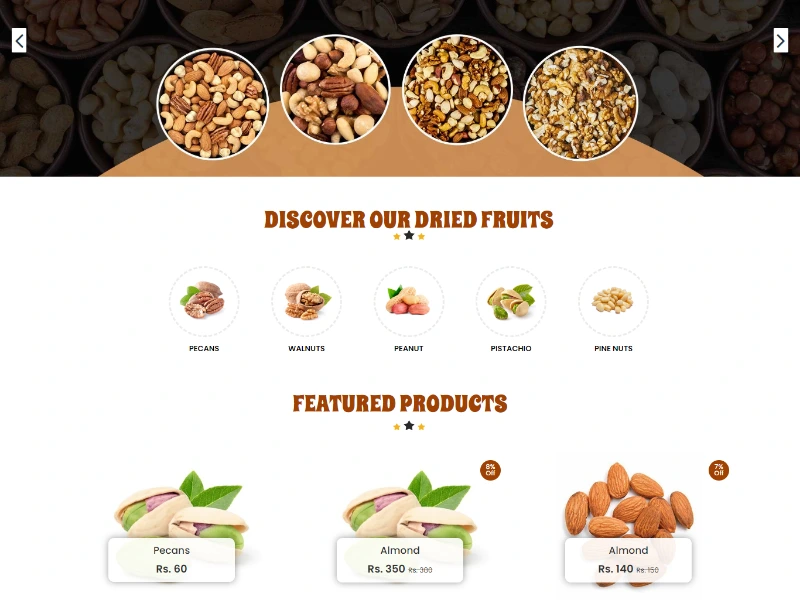 DISCOVER OUR DRIED FRUITS
PECANS
WALNUTS
PEANUT
PISTACHIO
PINE NUTS
FEATURED PRODUCTS
8%
Off
7%
Off
Pecans
Rs. 60
Almond
Rs. 350 Rs. 380
Almond
Rs. 140 Rs. 150